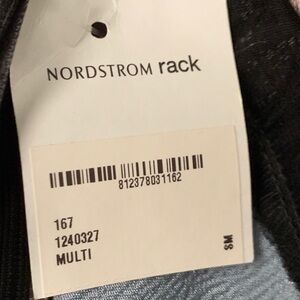 NORDSTROM rack
812378031162
167
1240327
MULTI
SM